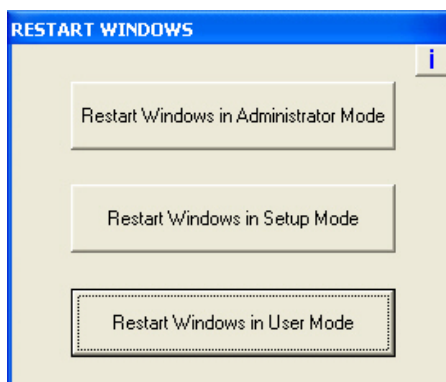 RESTART WINDOWS
i
Restart Windows in Administrator Mode
Restart Windows in Setup Mode
Restart Windows in User Mode